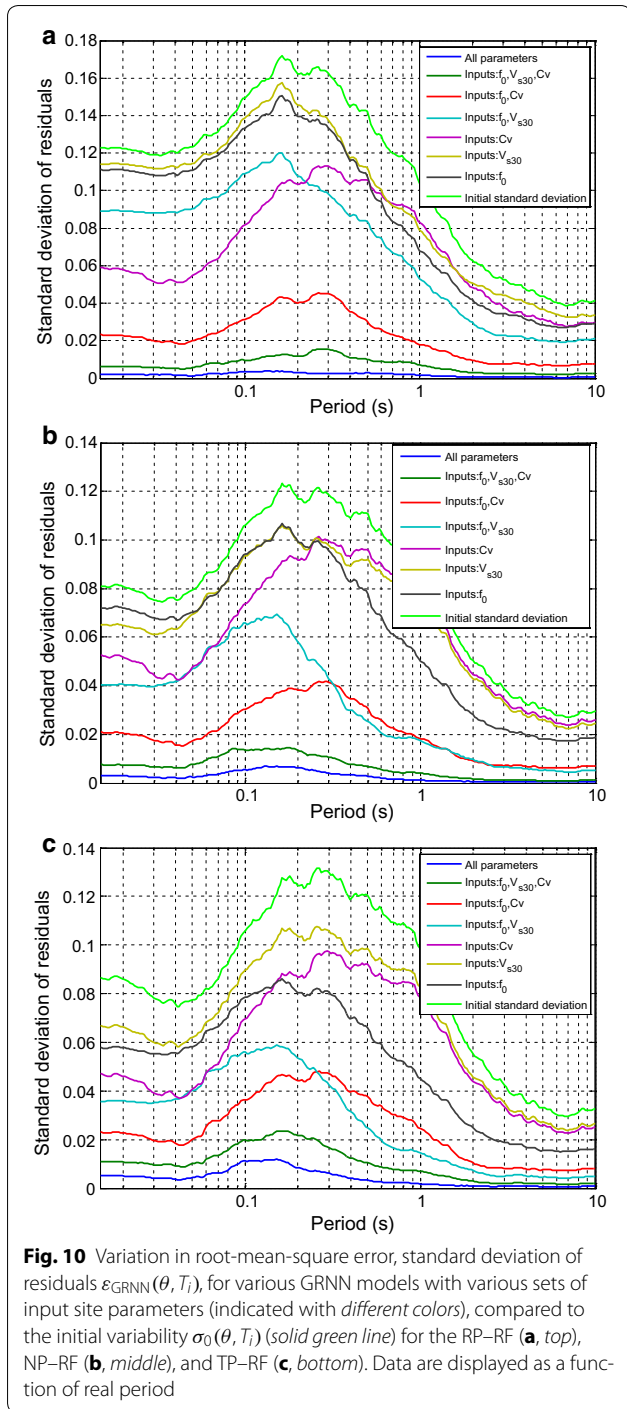 a
0.18
0.16
0.14
0.12
0.1
0.08
0.06
0.04
0.02
0
Standard deviation of residuals
All parameters
Inputs:f₀,Vₛ₃₀,Cv
Inputs:f₀,Cv
Inputs:f₀,Vₛ₃₀
Inputs:Cv
Inputs:Vₛ₃₀
Inputs:f₀
Initial standard deviation
0.1 1 10
Period (s)
b
0.14
0.12
0.1
0.08
0.06
0.04
0.02
0
Standard deviation of residuals
All parameters
Inputs:f₀,Vₛ₃₀,Cv
Inputs:f₀,Cv
Inputs:f₀,Vₛ₃₀
Inputs:Cv
Inputs:Vₛ₃₀
Inputs:f₀
Initial standard deviation
0.1 1 10
Period (s)
c
0.14
0.12
0.1
0.08
0.06
0.04
0.02
0
Standard deviation of residuals
All parameters
Inputs:f₀,Vₛ₃₀,Cv
Inputs:f₀,Cv
Inputs:f₀,Vₛ₃₀
Inputs:Cv
Inputs:Vₛ₃₀
Inputs:f₀
Initial standard deviation
0.1 1 10
Period (s)
Fig. 10 Variation in root-mean-square error, standard deviation of
residuals ε_GRNN(θ, Tᵢ), for various GRNN models with various sets of
input site parameters (indicated with different colors), compared to
the initial variability σ₀(θ, Tᵢ) (solid green line) for the RP–RF (a, top),
NP–RF (b, middle), and TP–RF (c, bottom). Data are displayed as a func-
tion of real period